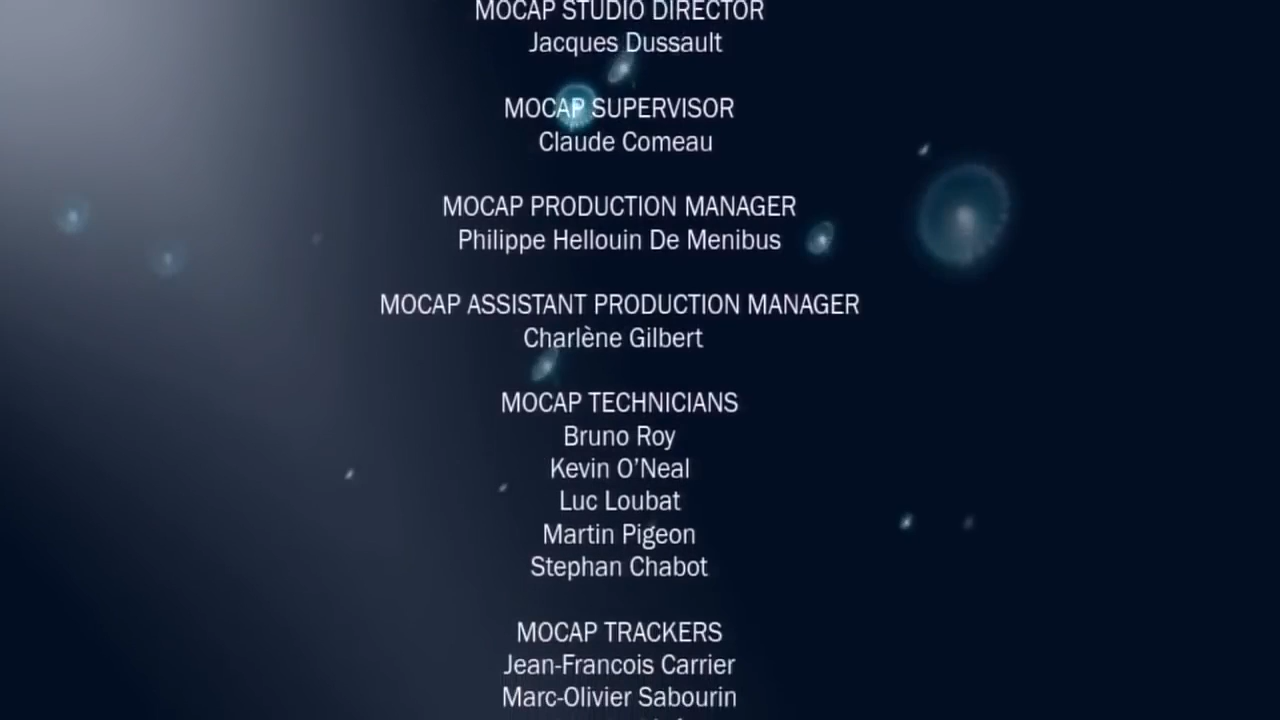 MOCAP STUDIO DIRECTOR
Jacques Dussault
MOCAP SUPERVISOR
Claude Comeau
MOCAP PRODUCTION MANAGER
Philippe Hellouin De Menibus
MOCAP ASSISTANT PRODUCTION MANAGER
Charlène Gilbert
MOCAP TECHNICIANS
Bruno Roy
Kevin O’Neal
Luc Loubat
Martin Pigeon
Stephan Chabot
MOCAP TRACKERS
Jean-Francois Carrier
Marc-Olivier Sabourin